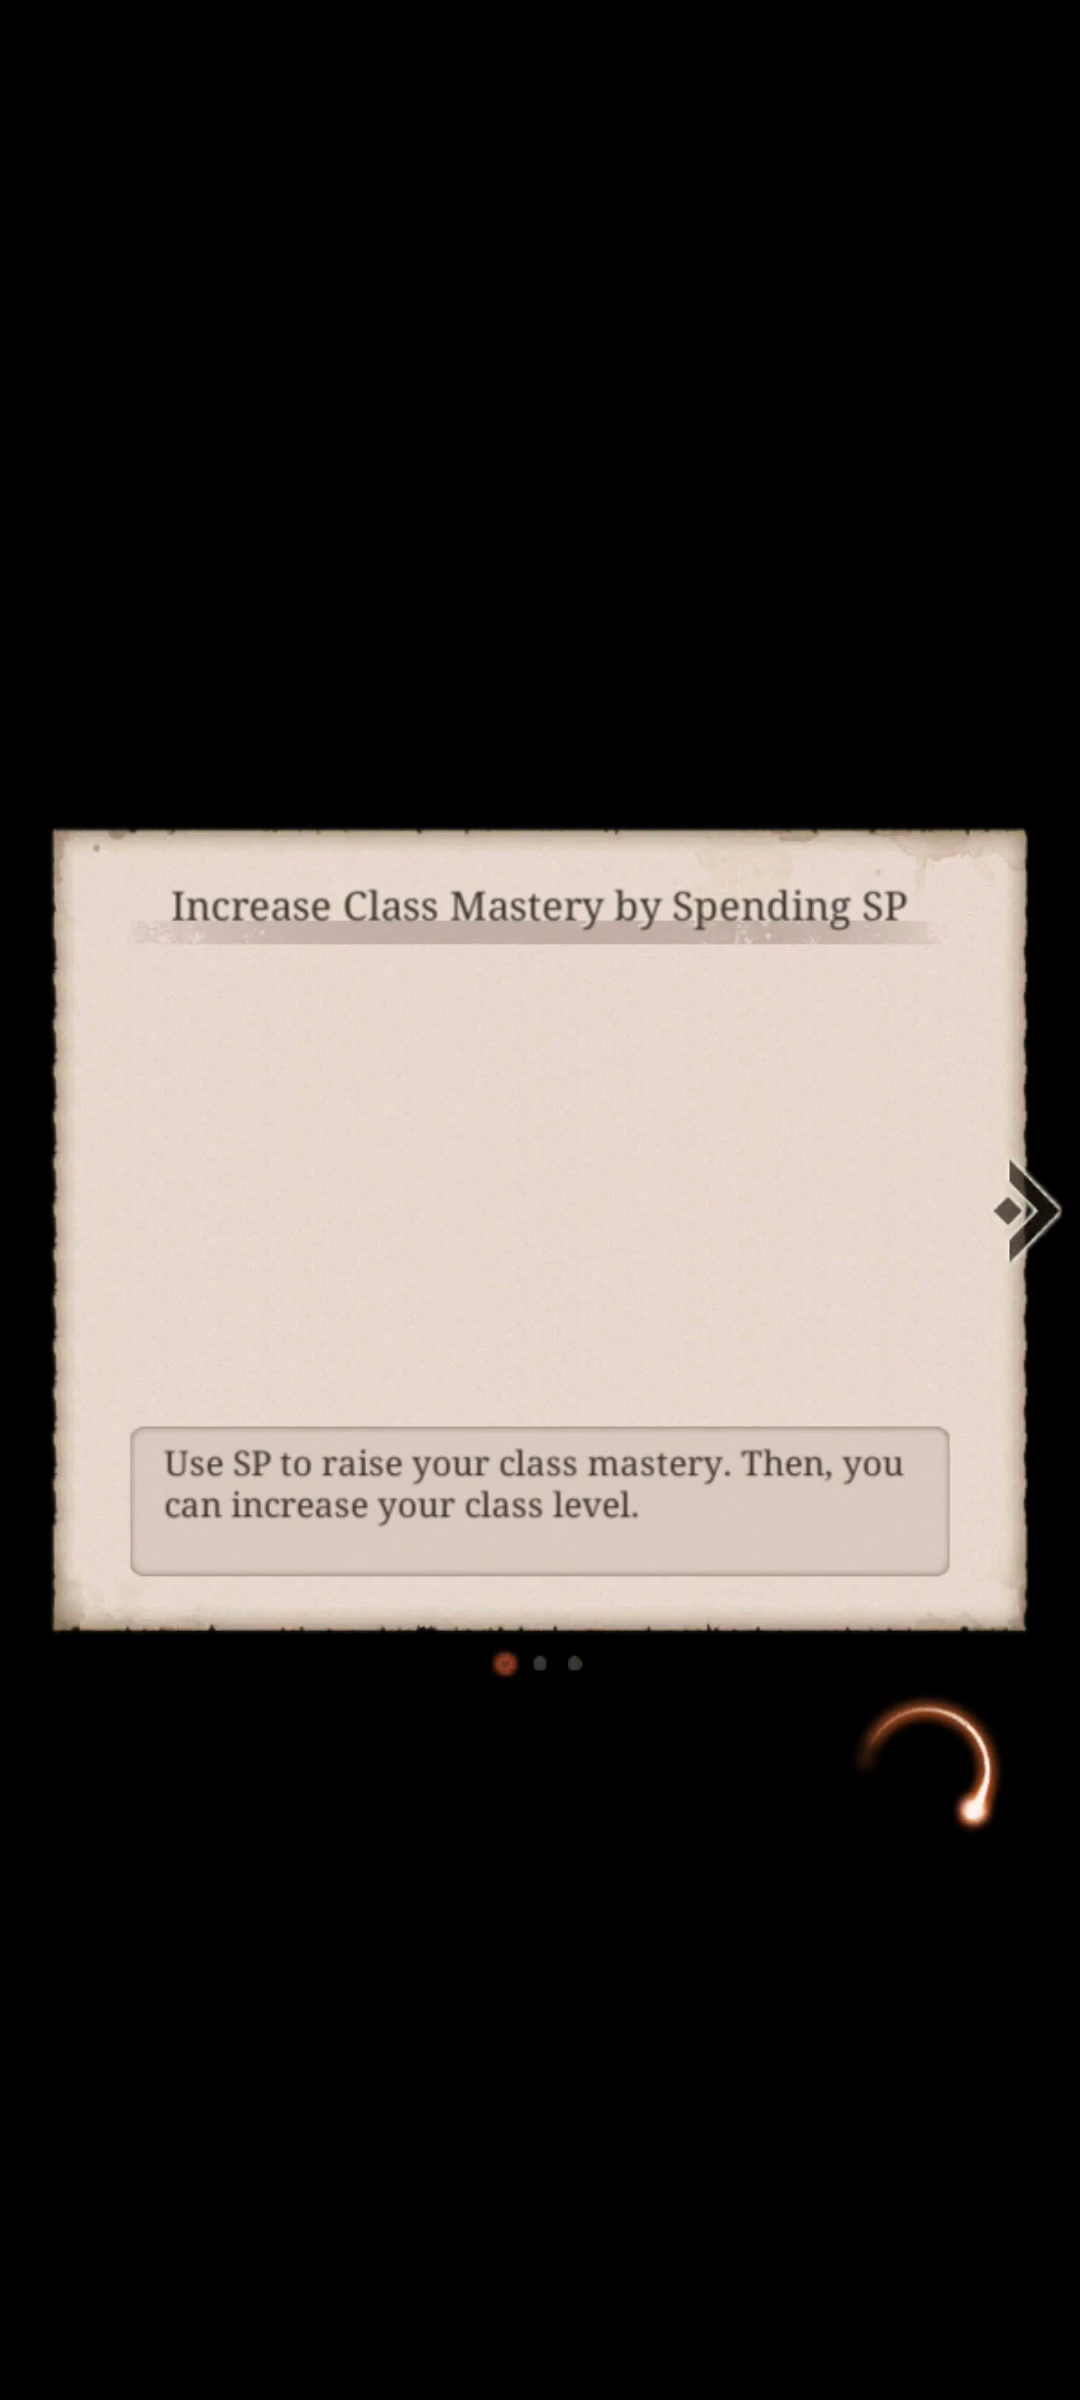 Increase Class Mastery by Spending SP
Use SP to raise your class mastery. Then, you
can increase your class level.